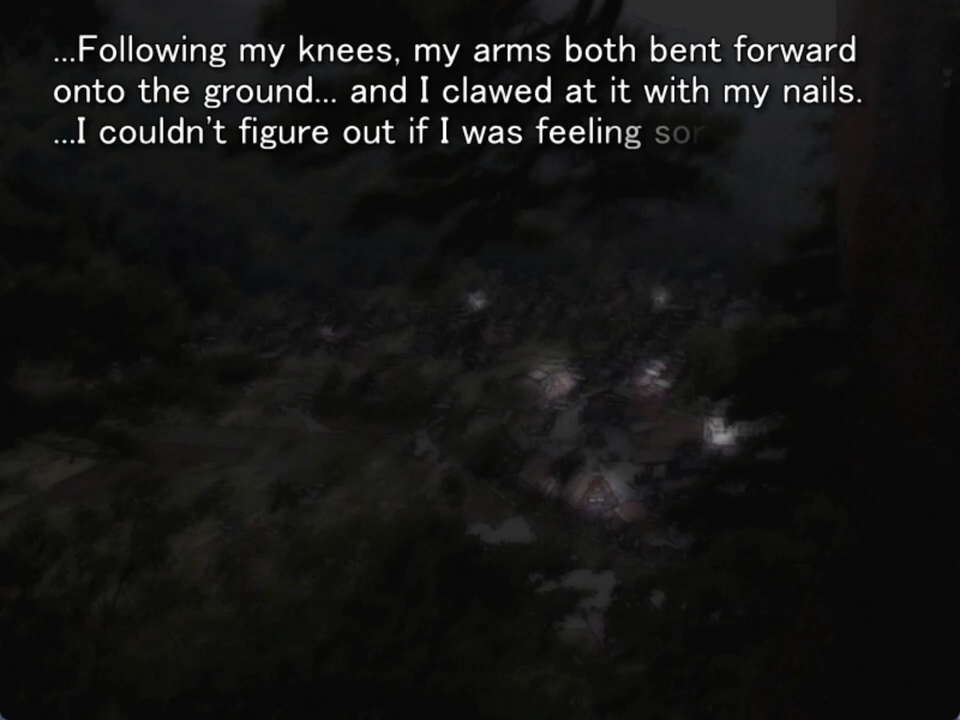 ...Following my knees, my arms both bent forward
onto the ground... and I clawed at it with my nails.
...I couldn't figure out if I was feeling sor